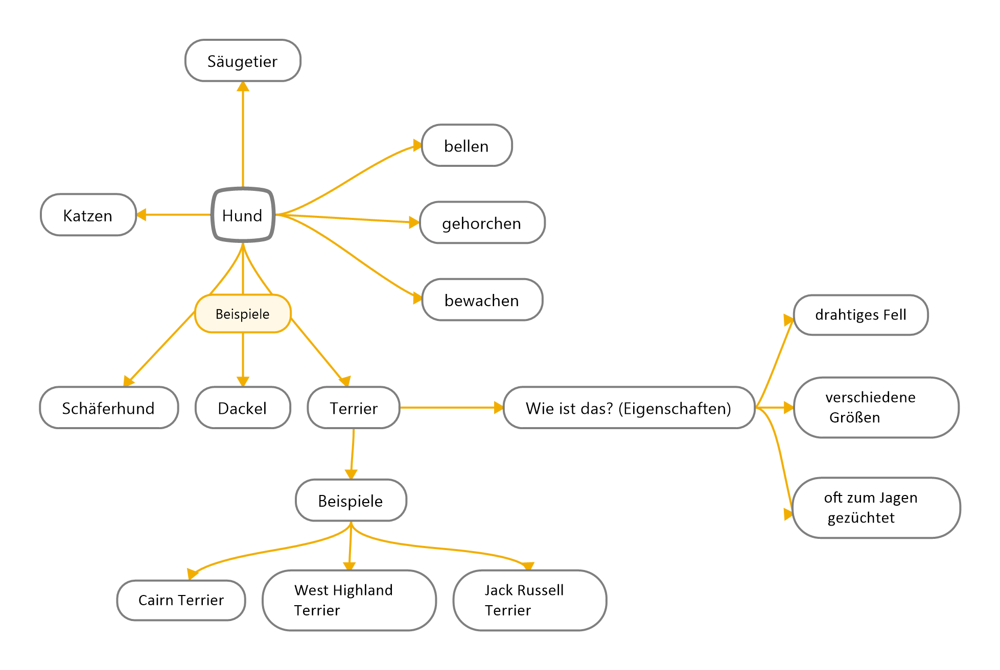 Säugetier
bellen
Katzen
Hund
gehorchen
bewachen
Beispiele
drahtiges Fell
Schäferhund
Dackel
Terrier
Wie ist das? (Eigenschaften)
verschiedene
Größen
Beispiele
oft zum Jagen
gezüchtet
Cairn Terrier
West Highland
Terrier
Jack Russell
Terrier